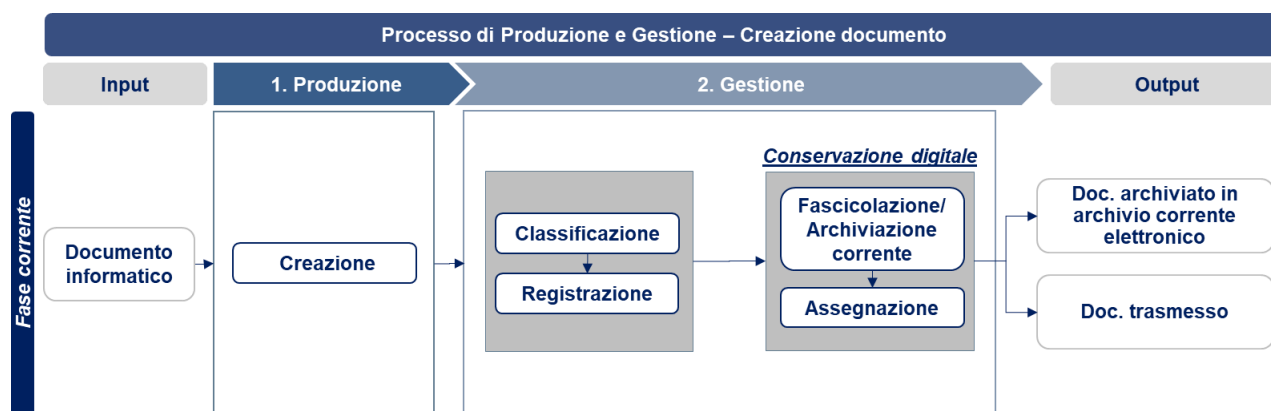 Processo di Produzione e Gestione – Creazione documento
Input
1. Produzione
2. Gestione
Output
Fase corrente
Documento
informatico
Creazione
Classificazione
Registrazione
Conservazione digitale
Fascicolazione/
Archiviazione
corrente
Assegnazione
Doc. archiviato in
archivio corrente
elettronico
Doc. trasmesso